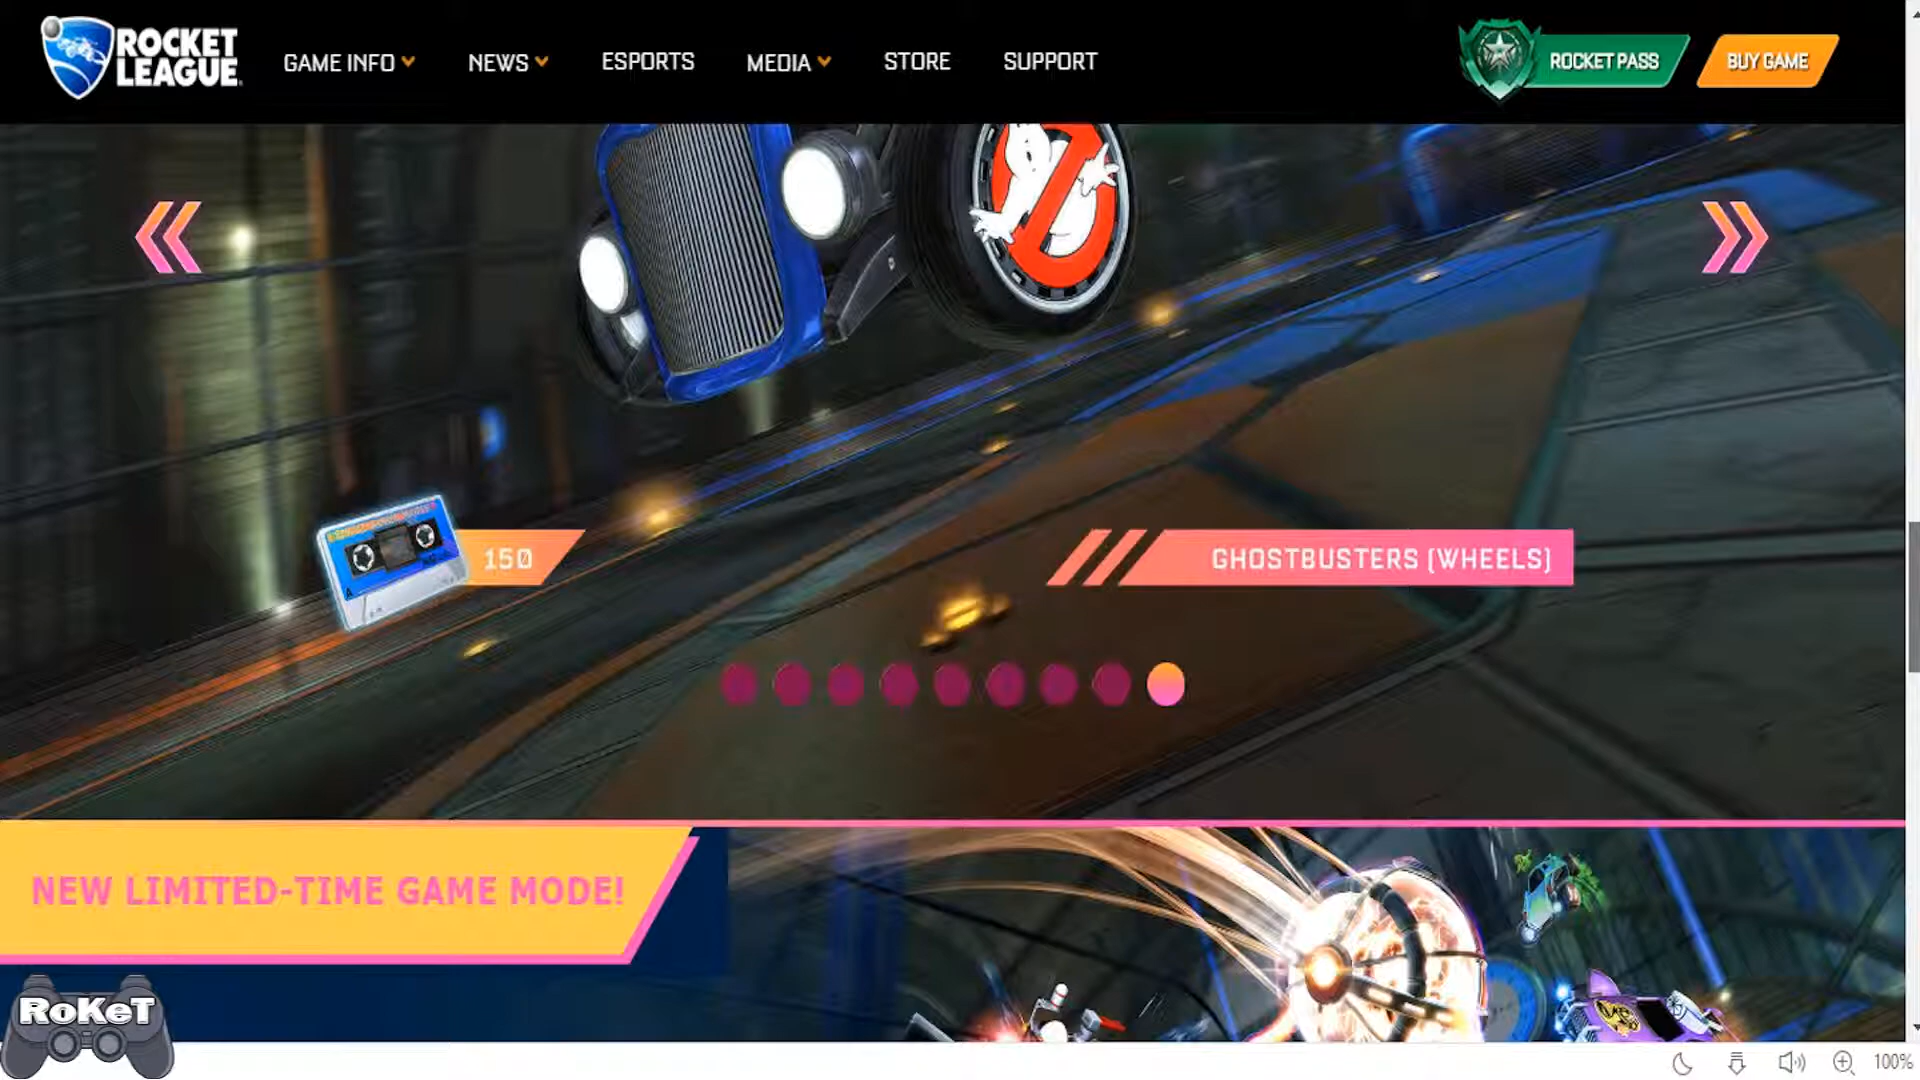 ROCKET
LEAGUE
GAME INFO
NEWS
ESPORTS
MEDIA
STORE
SUPPORT
ROCKET PASS
BUY GAME
150
GHOSTBUSTERS (WHEELS)
NEW LIMITED-TIME GAME MODE!
RoKeT
100%